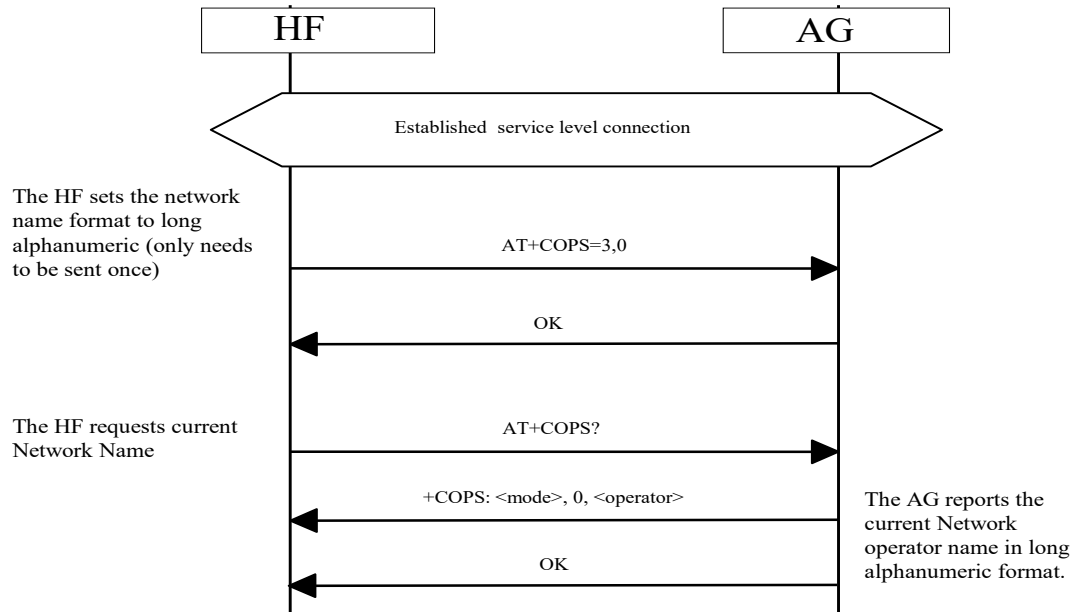 HF
AG
Established service level connection
The HF sets the network
name format to long
alphanumeric (only needs
to be sent once)
AT+COPS=3,0
OK
The HF requests current
Network Name
AT+COPS?
+COPS: <mode>, 0, <operator>
The AG reports the
current Network
operator name in long
alphanumeric format.
OK